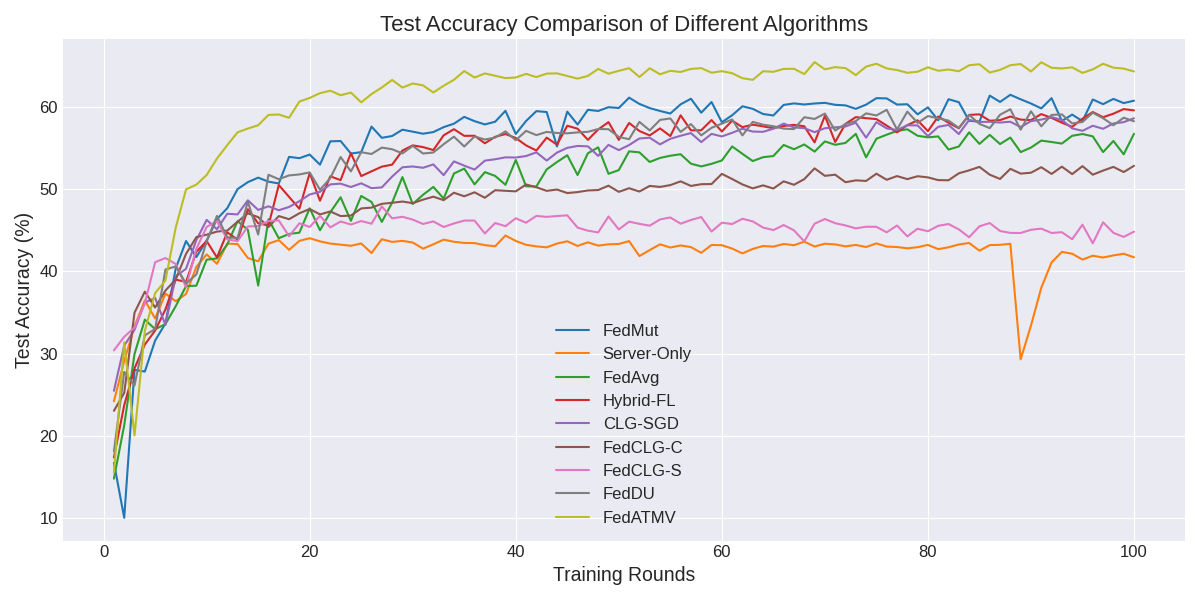 Test Accuracy Comparison of Different Algorithms
Test Accuracy (%)
60
50
40
30
20
10
FedMut
Server-Only
FedAvg
Hybrid-FL
CLG-SGD
FedCLG-C
FedCLG-S
FedDU
FedATMV
0
20
40
60
80
100
Training Rounds